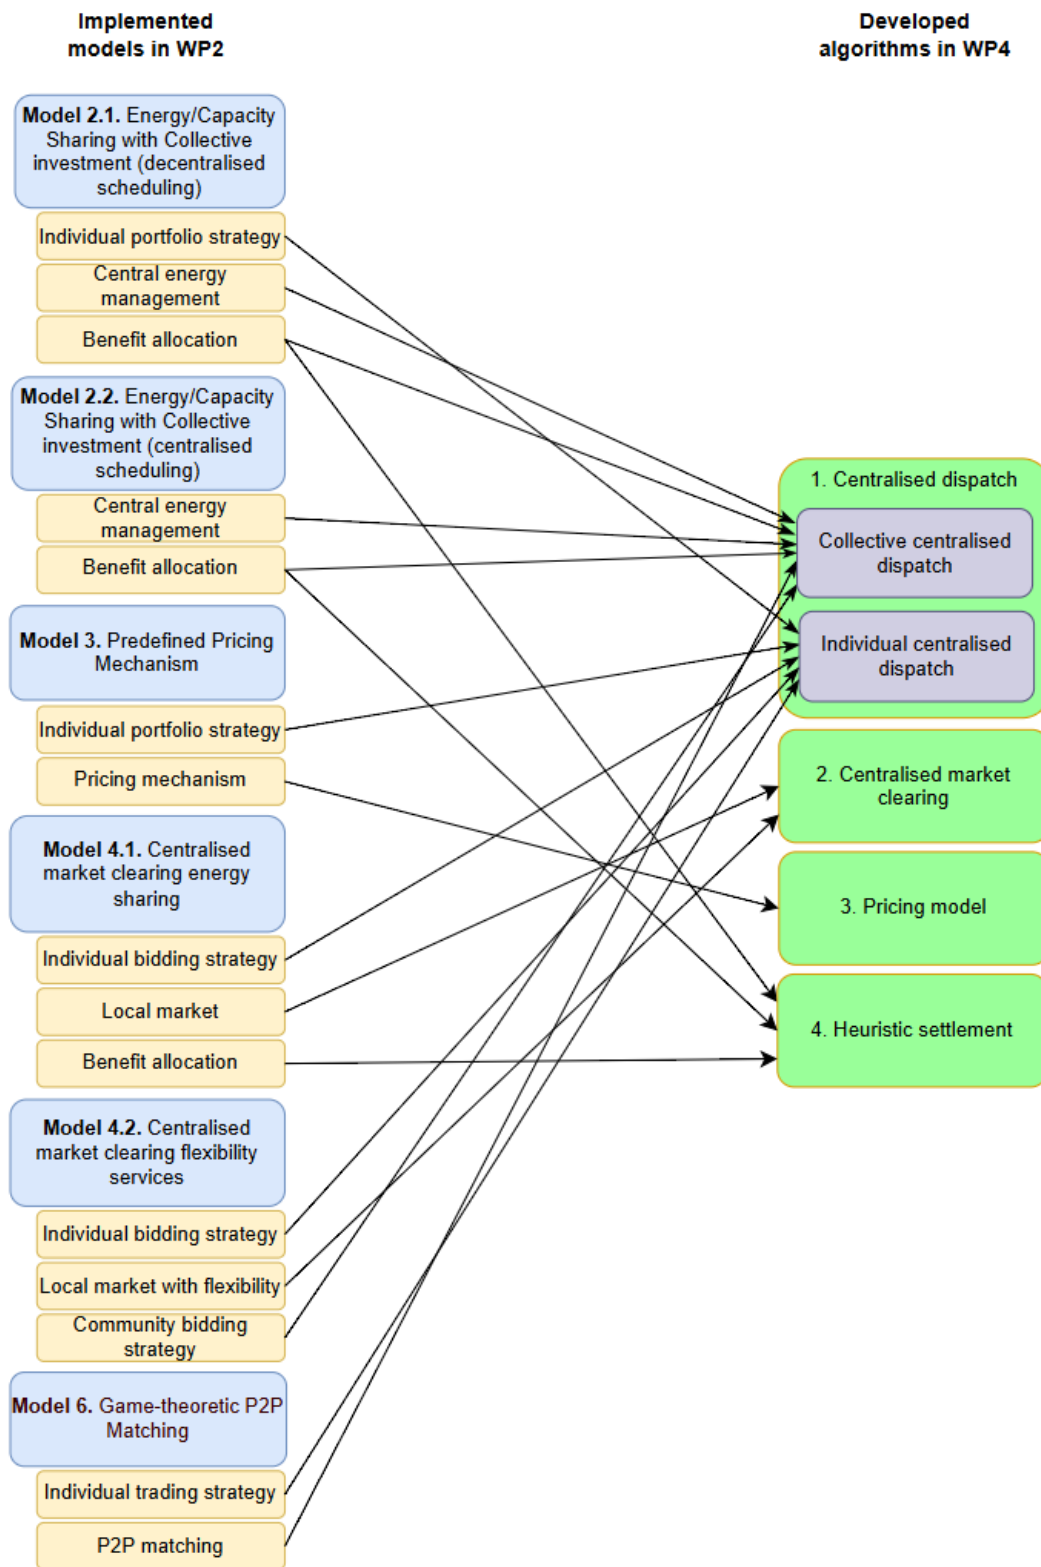 Implemented
models in WP2
Model 2.1. Energy/Capacity
Sharing with Collective
investment (decentralised
scheduling)
Individual portfolio strategy
Central energy
management
Benefit allocation
Model 2.2. Energy/Capacity
Sharing with Collective
investment (centralised
scheduling)
Central energy
management
Benefit allocation
Model 3. Predefined Pricing
Mechanism
Individual portfolio strategy
Pricing mechanism
Model 4.1. Centralised
market clearing energy
sharing
Individual bidding strategy
Local market
Benefit allocation
Model 4.2. Centralised
market clearing flexibility
services
Individual bidding strategy
Local market with flexibility
Community bidding
strategy
Model 6. Game-theoretic P2P
Matching
Individual trading strategy
P2P matching
Developed
algorithms in WP4
1. Centralised dispatch
Collective centralised
dispatch
Individual centralised
dispatch
2. Centralised market
clearing
3. Pricing model
4. Heuristic settlement